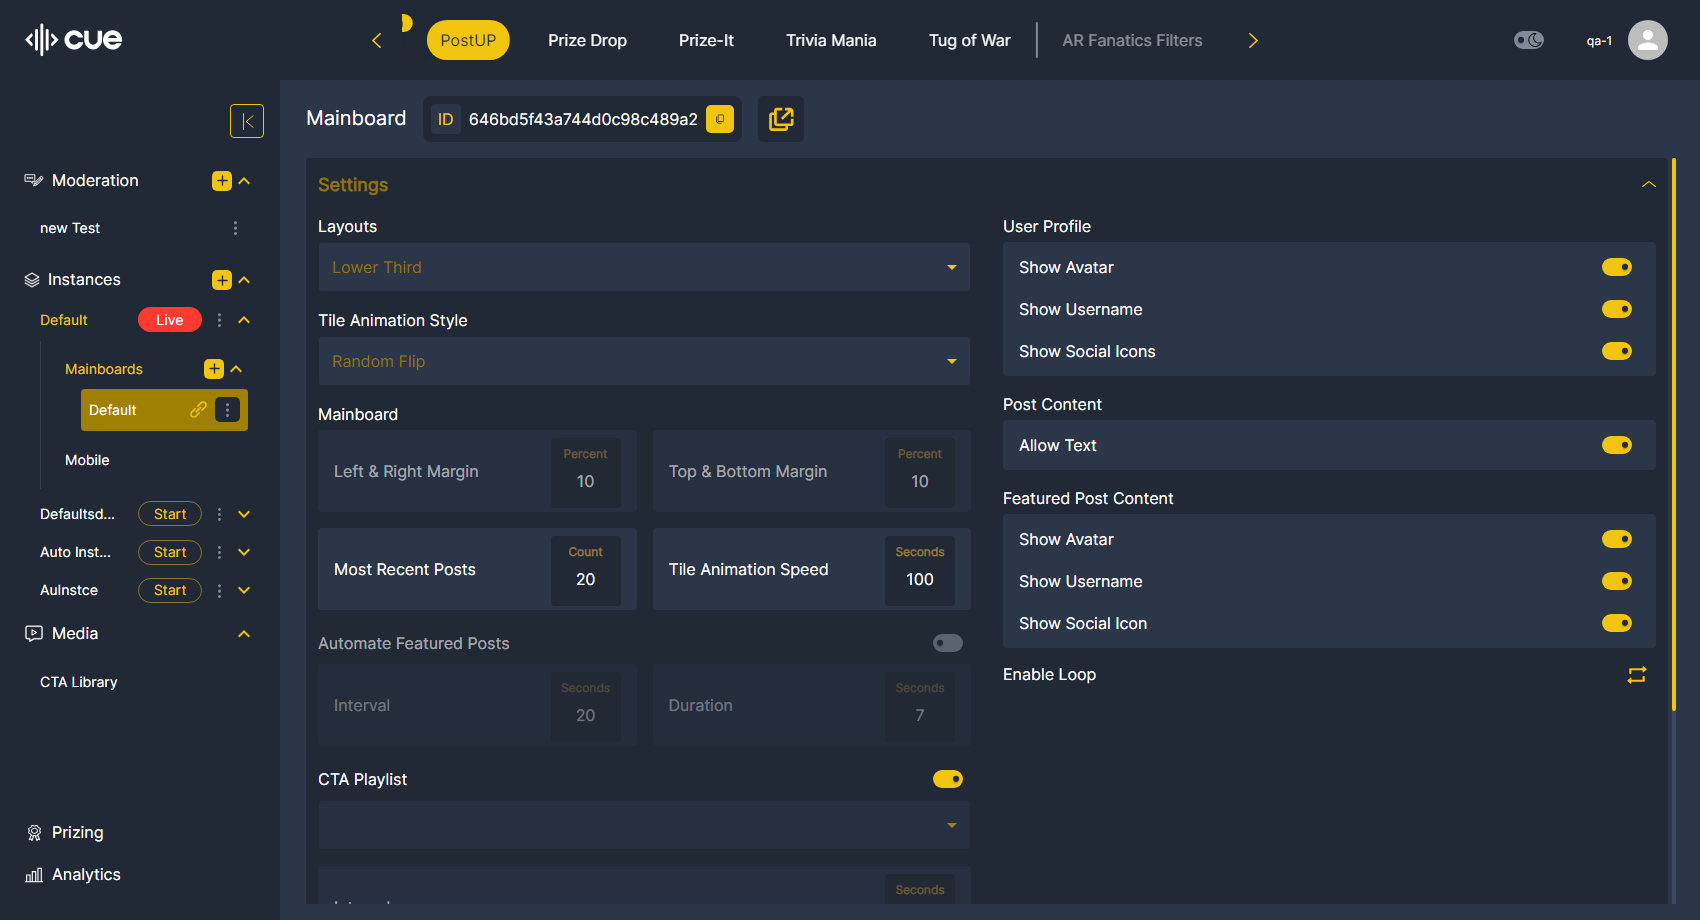 cue
PostUP
Prize Drop
Prize-It
Trivia Mania
Tug of War
AR Fanatics Filters
qa-1
Moderation
new Test
Instances
Default
Live
Mainboards
Default
Mobile
Defaultsd...
Start
Auto Inst...
Start
AuInstce
Start
Media
CTA Library
Prizing
Analytics
Mainboard
ID
646bd5f43a744d0c98c489a2
Settings
Layouts
Lower Third
Tile Animation Style
Random Flip
Mainboard
Left & Right Margin
Percent
10
Top & Bottom Margin
Percent
10
Most Recent Posts
Count
20
Tile Animation Speed
Seconds
100
Automate Featured Posts
Interval
Seconds
20
Duration
Seconds
7
CTA Playlist
Seconds
User Profile
Show Avatar
Show Username
Show Social Icons
Post Content
Allow Text
Featured Post Content
Show Avatar
Show Username
Show Social Icon
Enable Loop